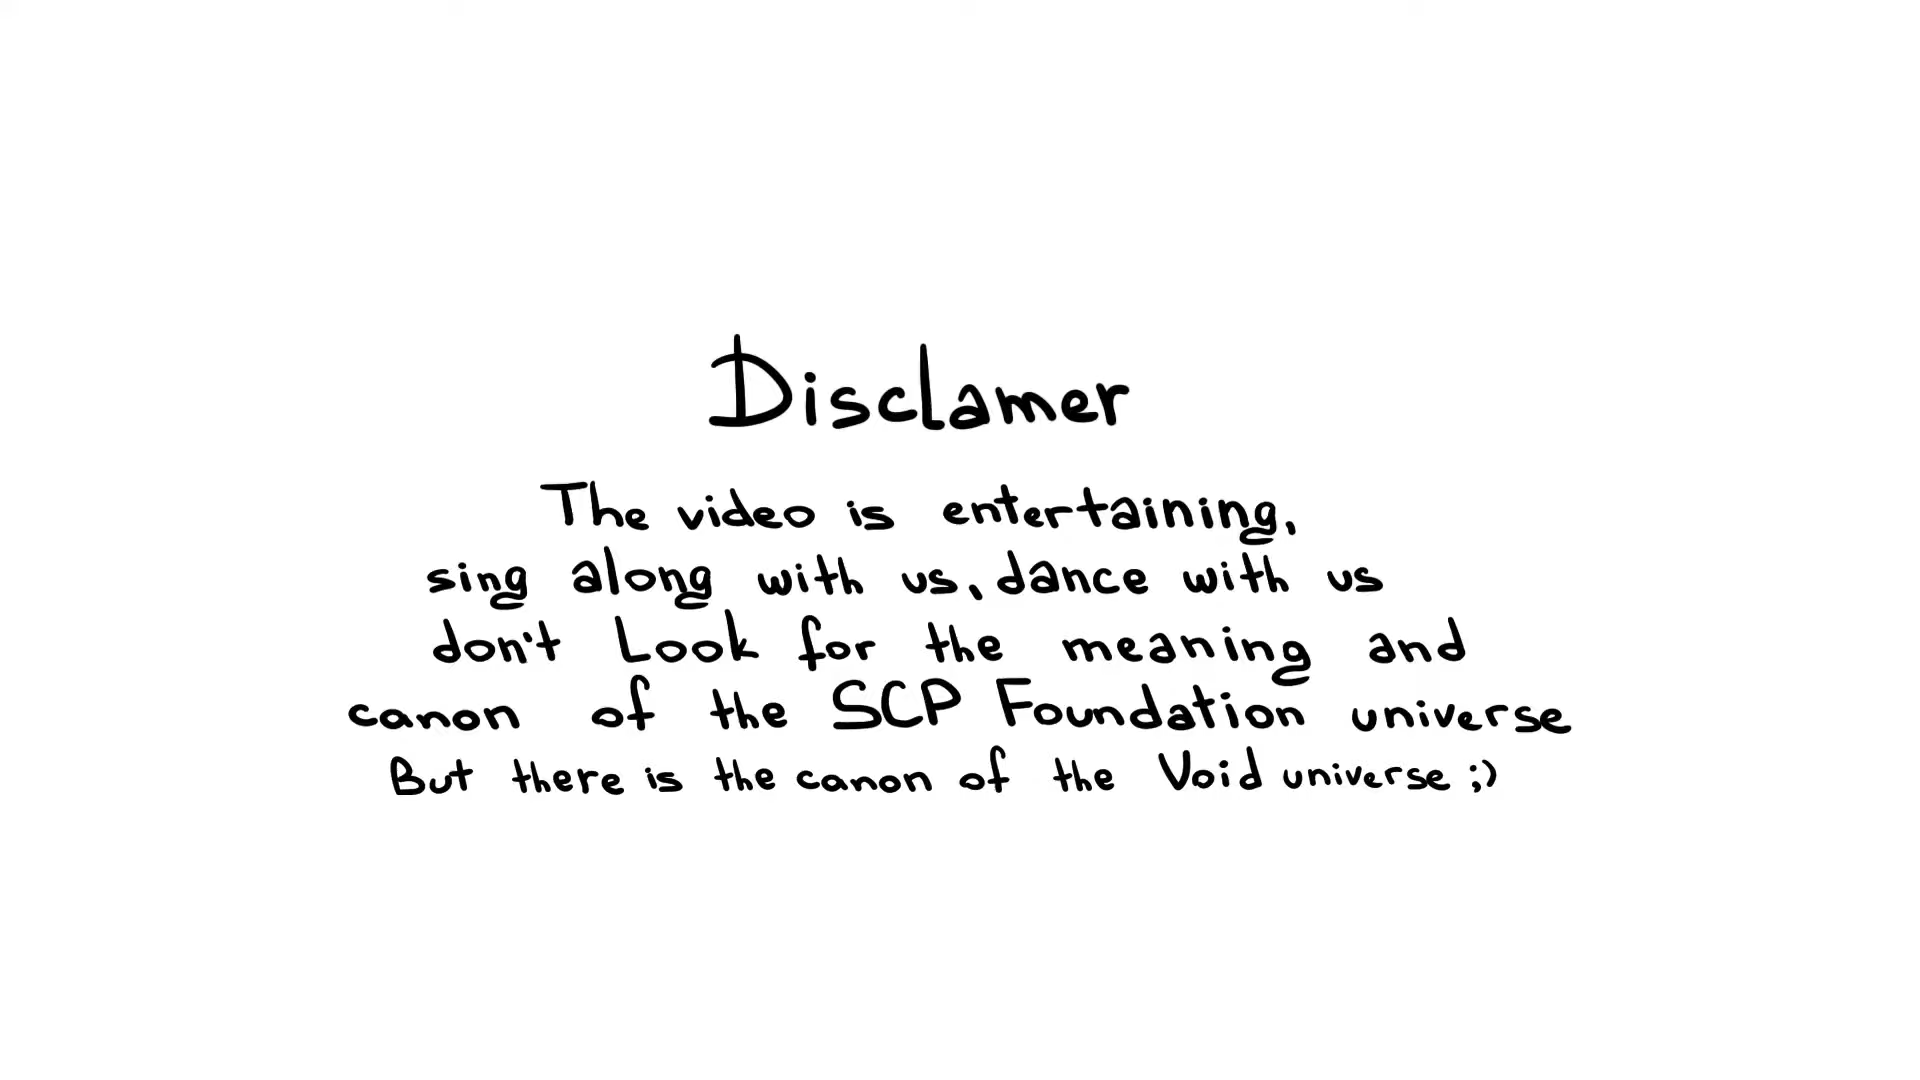 Disclamer
The video is entertaining,
sing along with us, dance with us
don't Look for the meaning and
canon of the SCP Foundation universe
But there is the canon of the Void universe ;)